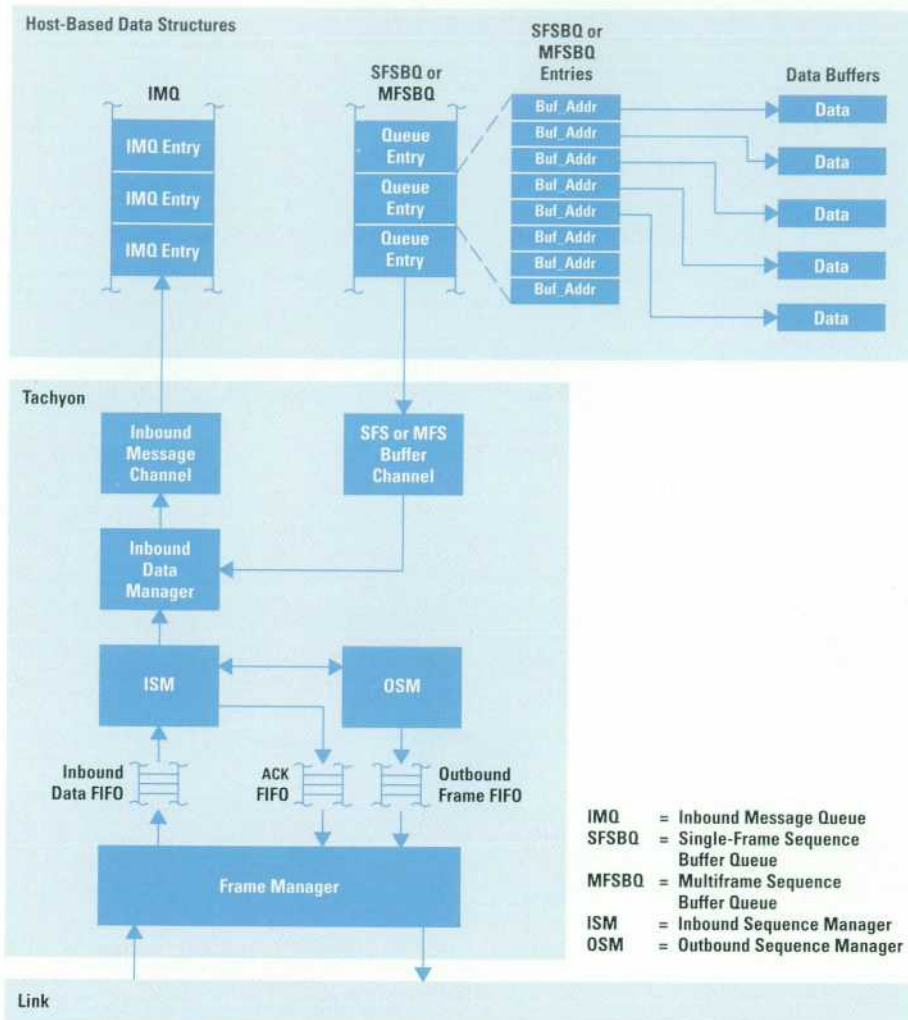 Host-Based Data Structures
IMQ
IMQ Entry
IMQ Entry
IMQ Entry
SFSBQ or
MFSBQ
Queue
Entry
Queue
Entry
Queue
Entry
SFSBQ or
MFSBQ
Entries
Buf_Addr
Buf_Addr
Buf_Addr
Buf_Addr
Buf_Addr
Buf_Addr
Buf_Addr
Buf_Addr
Data Buffers
Data
Data
Data
Data
Data
Tachyon
Inbound
Message
Channel
SFS or MFS
Buffer
Channel
Inbound
Data
Manager
ISM
OSM
Inbound
Data FIFO
ACK
FIFO
Outbound
Frame FIFO
Frame Manager
Link
IMQ = Inbound Message Queue
SFSBQ = Single-Frame Sequence
Buffer Queue
MFSBQ = Multiframe Sequence
Buffer Queue
ISM = Inbound Sequence Manager
OSM = Outbound Sequence Manager